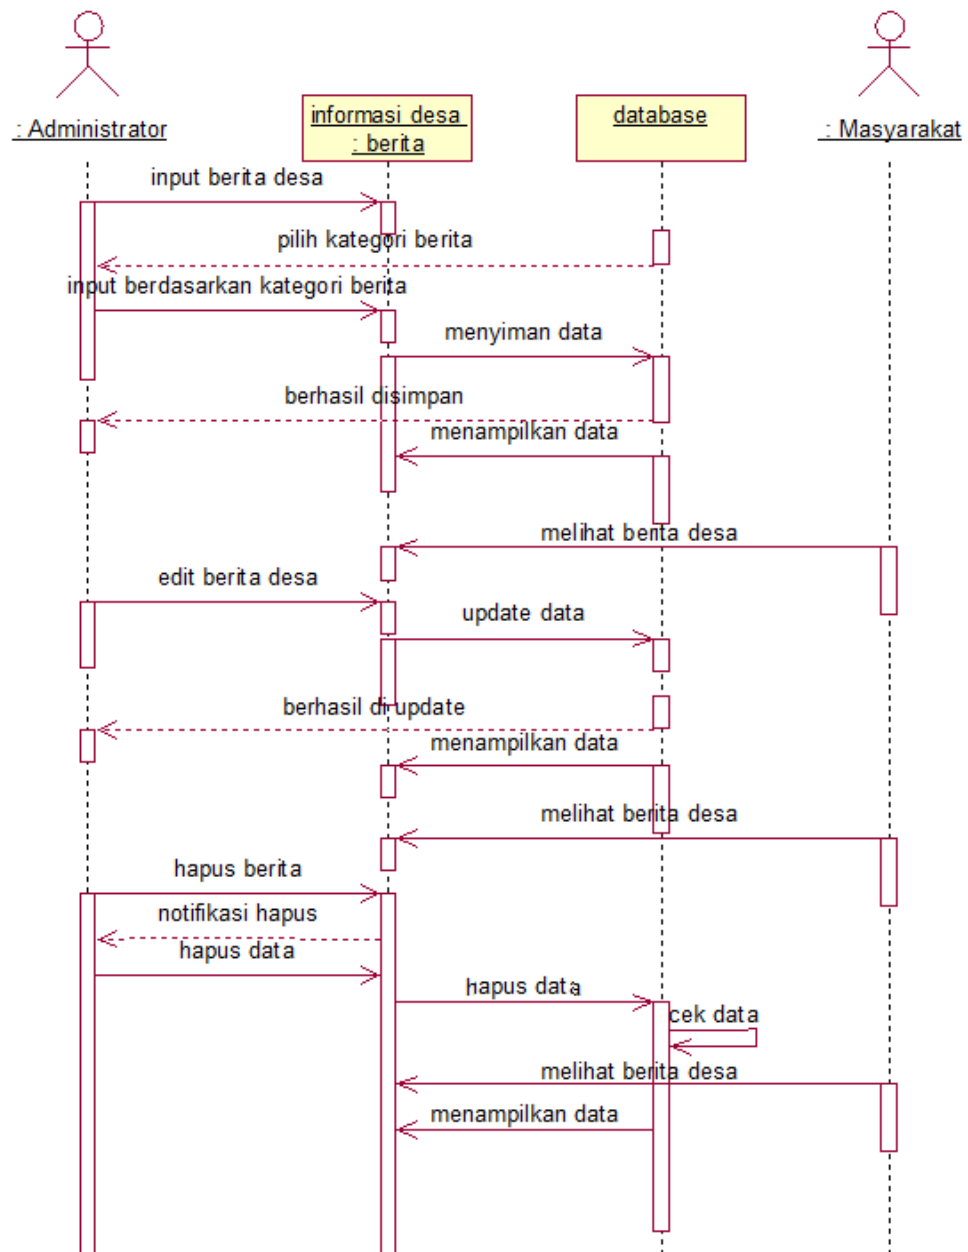 : Administrator
informasi desa
: berita
database
: Masyarakat
input berita desa
pilih kategori berita
input berdasarkan kategori berita
menyiman data
berhasil disimpan
menampilkan data
melihat berita desa
edit berita desa
update data
berhasil di update
menampilkan data
melihat berita desa
hapus berita
notifikasi hapus
hapus data
hapus data
cek data
melihat berita desa
menampilkan data